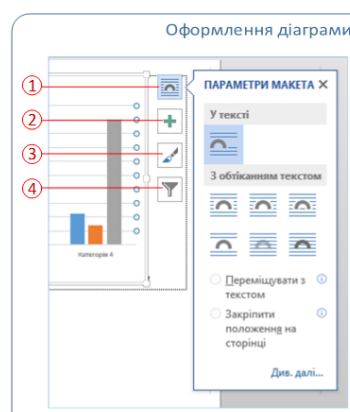 Оформлення діаграми
1
2
3
4
Категорія 4
ПАРАМЕТРИ МАКЕТА ×
У тексті
З обтіканням текстом
Переміщувати з
текстом
Закріпити
положення на
сторінці
Див. далі...